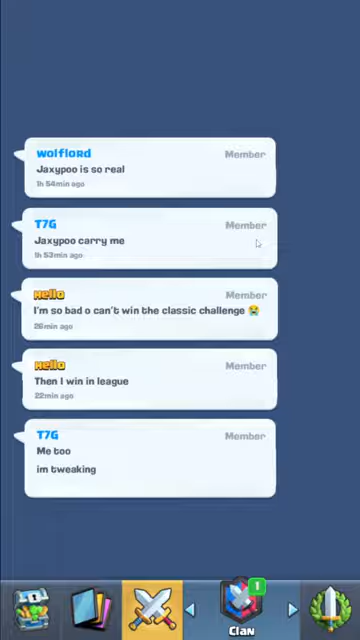 wolflord
Member
Jaxypoo is so real
1h 54min ago
T7G
Member
Jaxypoo carry me
1h 53min ago
Hello
Member
I'm so bad o can't win the classic challenge 😭
26min ago
Hello
Member
Then I win in league
22min ago
T7G
Member
Me too
im tweaking
1
Clan